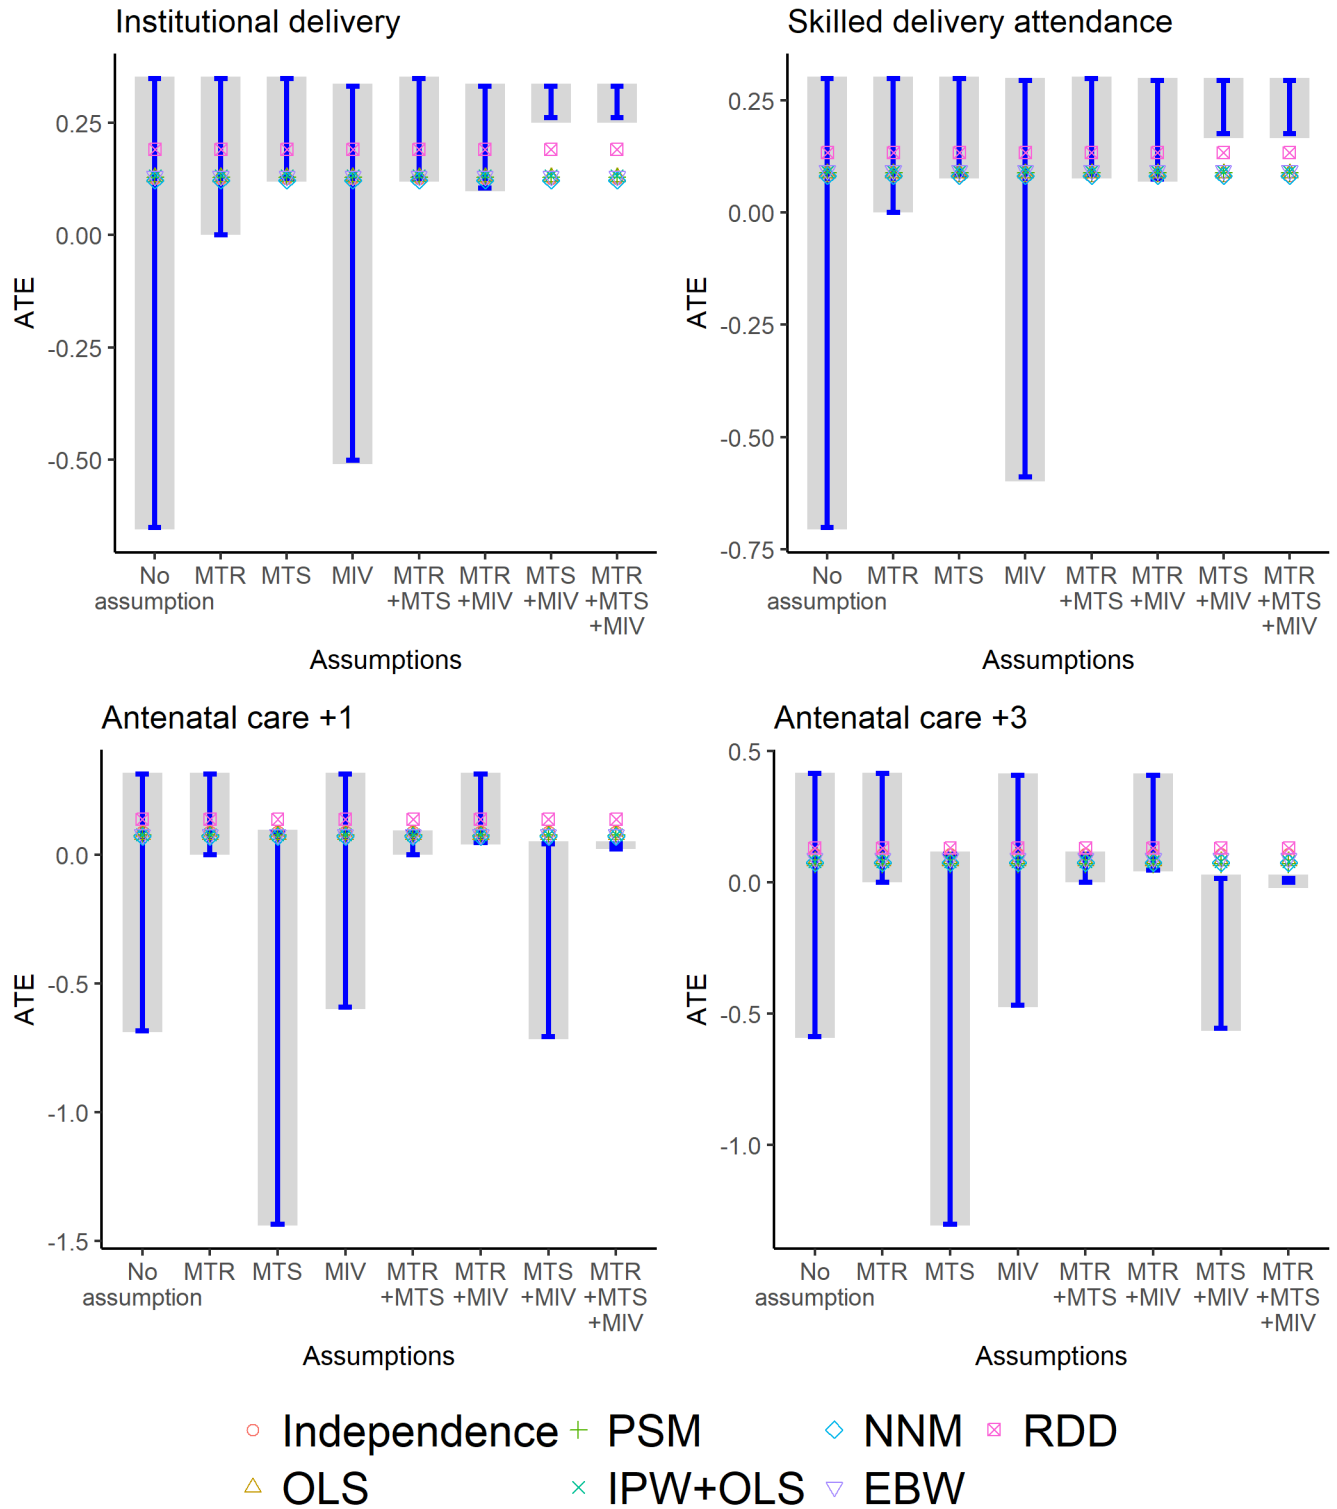 Institutional delivery
Skilled delivery attendance
ATE
0.25
0.00
-0.25
-0.50
No assumption
MTR
MTS
MIV
MTR +MTS
MTR +MIV
MTS +MIV
MTR +MTS +MIV
Assumptions
ATE
0.25
0.00
-0.25
-0.50
-0.75
No assumption
MTR
MTS
MIV
MTR +MTS
MTR +MIV
MTS +MIV
MTR +MTS +MIV
Assumptions
Antenatal care +1
Antenatal care +3
ATE
0.0
-0.5
-1.0
-1.5
No assumption
MTR
MTS
MIV
MTR +MTS
MTR +MIV
MTS +MIV
MTR +MTS +MIV
Assumptions
ATE
0.5
0.0
-0.5
-1.0
No assumption
MTR
MTS
MIV
MTR +MTS
MTR +MIV
MTS +MIV
MTR +MTS +MIV
Assumptions
Independence
PSM
NNM
RDD
OLS
IPW+OLS
EBW